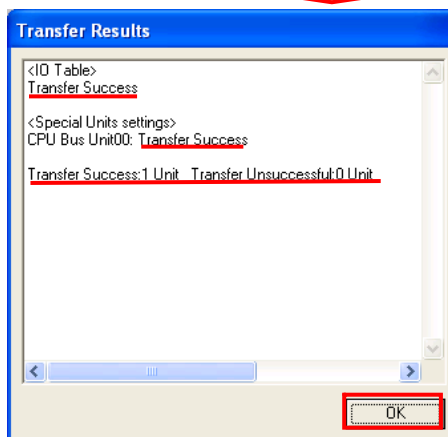 Transfer Results
<IO Table>
Transfer Success
<Special Units settings>
CPU Bus Unit00: Transfer Success
Transfer Success:1 Unit   Transfer Unsuccessful:0 Unit
OK